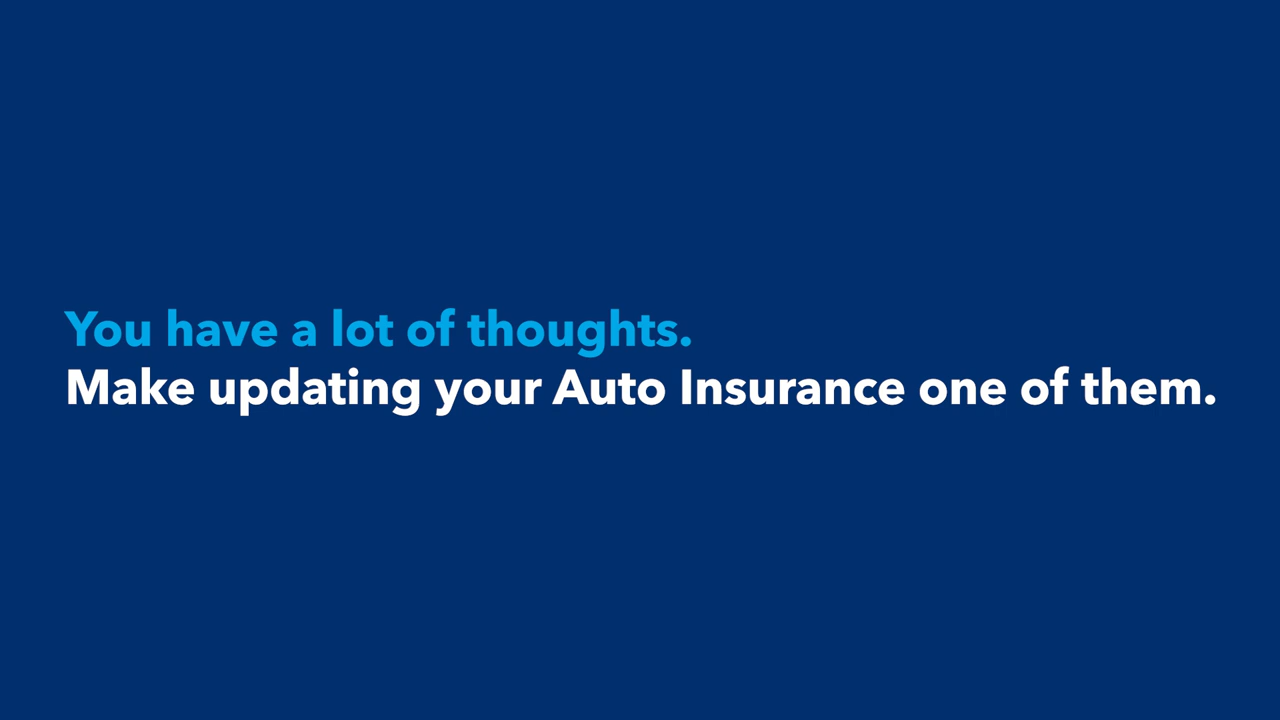 You have a lot of thoughts.
Make updating your Auto Insurance one of them.